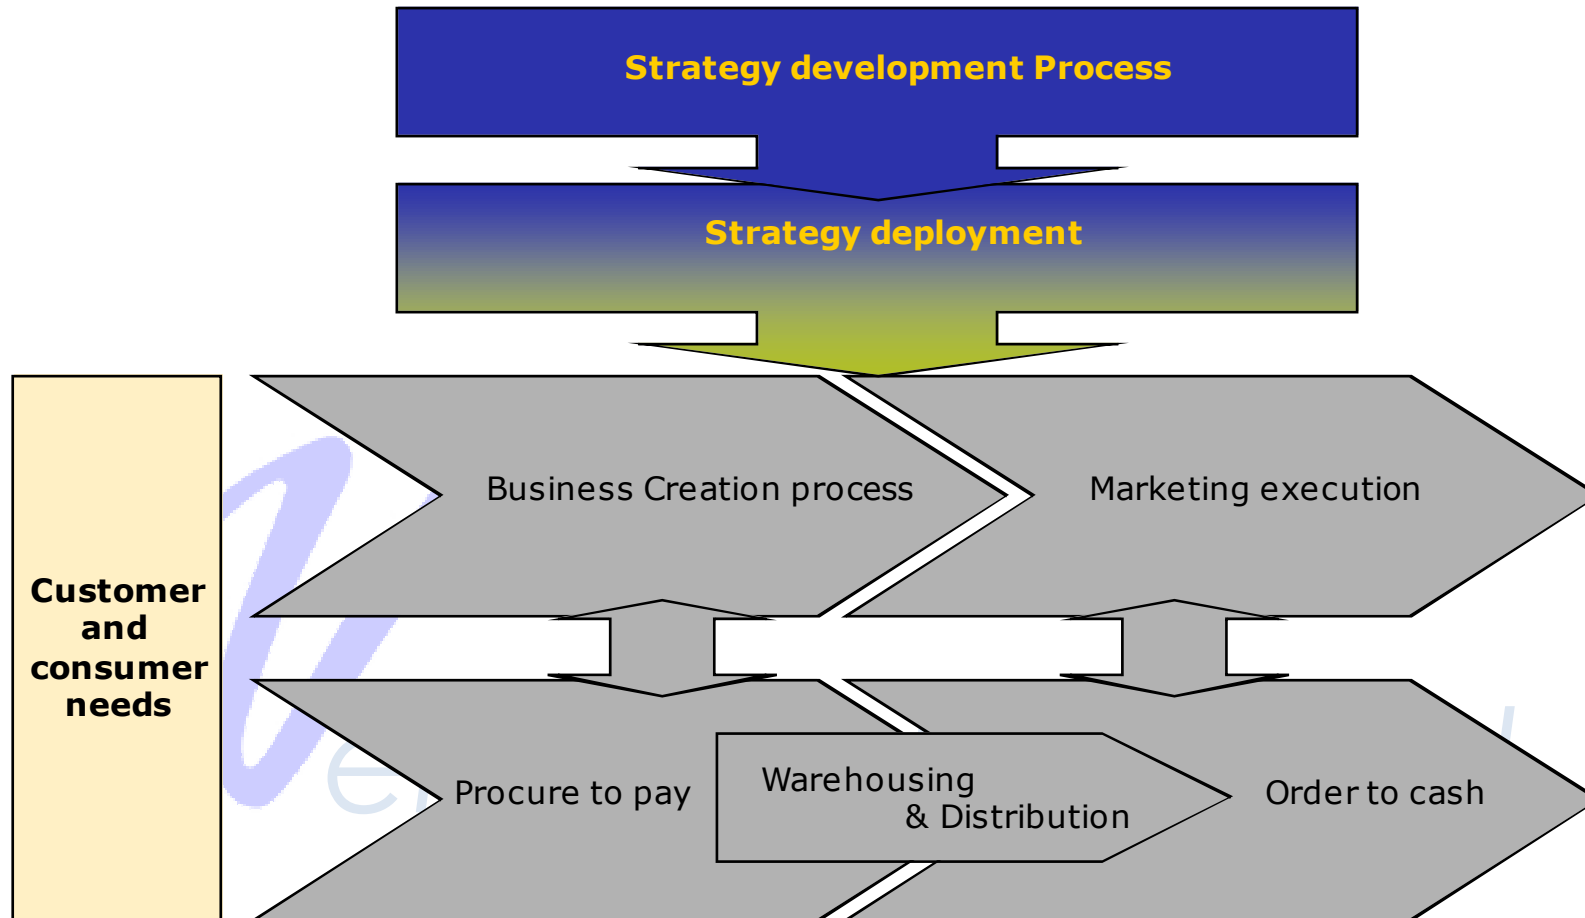 Strategy development Process
Strategy deployment
Business Creation process
Marketing execution
Customer
and
consumer
needs
Procure to pay
Warehousing
& Distribution
Order to cash